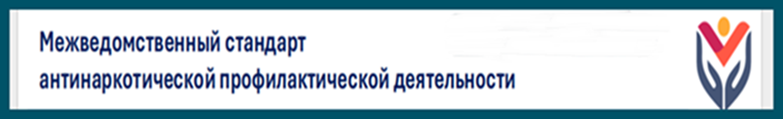 Межведомственный стандарт
антинаркотической профилактической деятельности